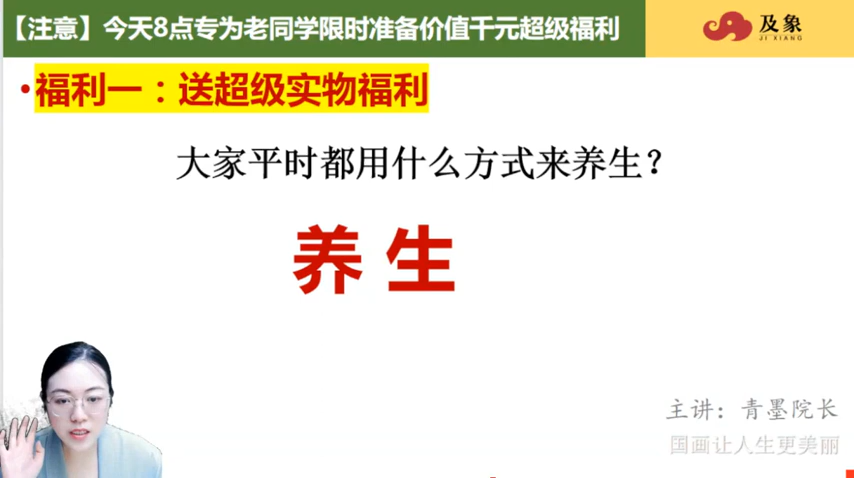 【注意】今天8点专为老同学限时准备价值千元超级福利
及象
JI XIANG
•福利一：送超级实物福利
大家平时都用什么方式来养生？
养生
主讲：青墨院长
国画让人生更美丽